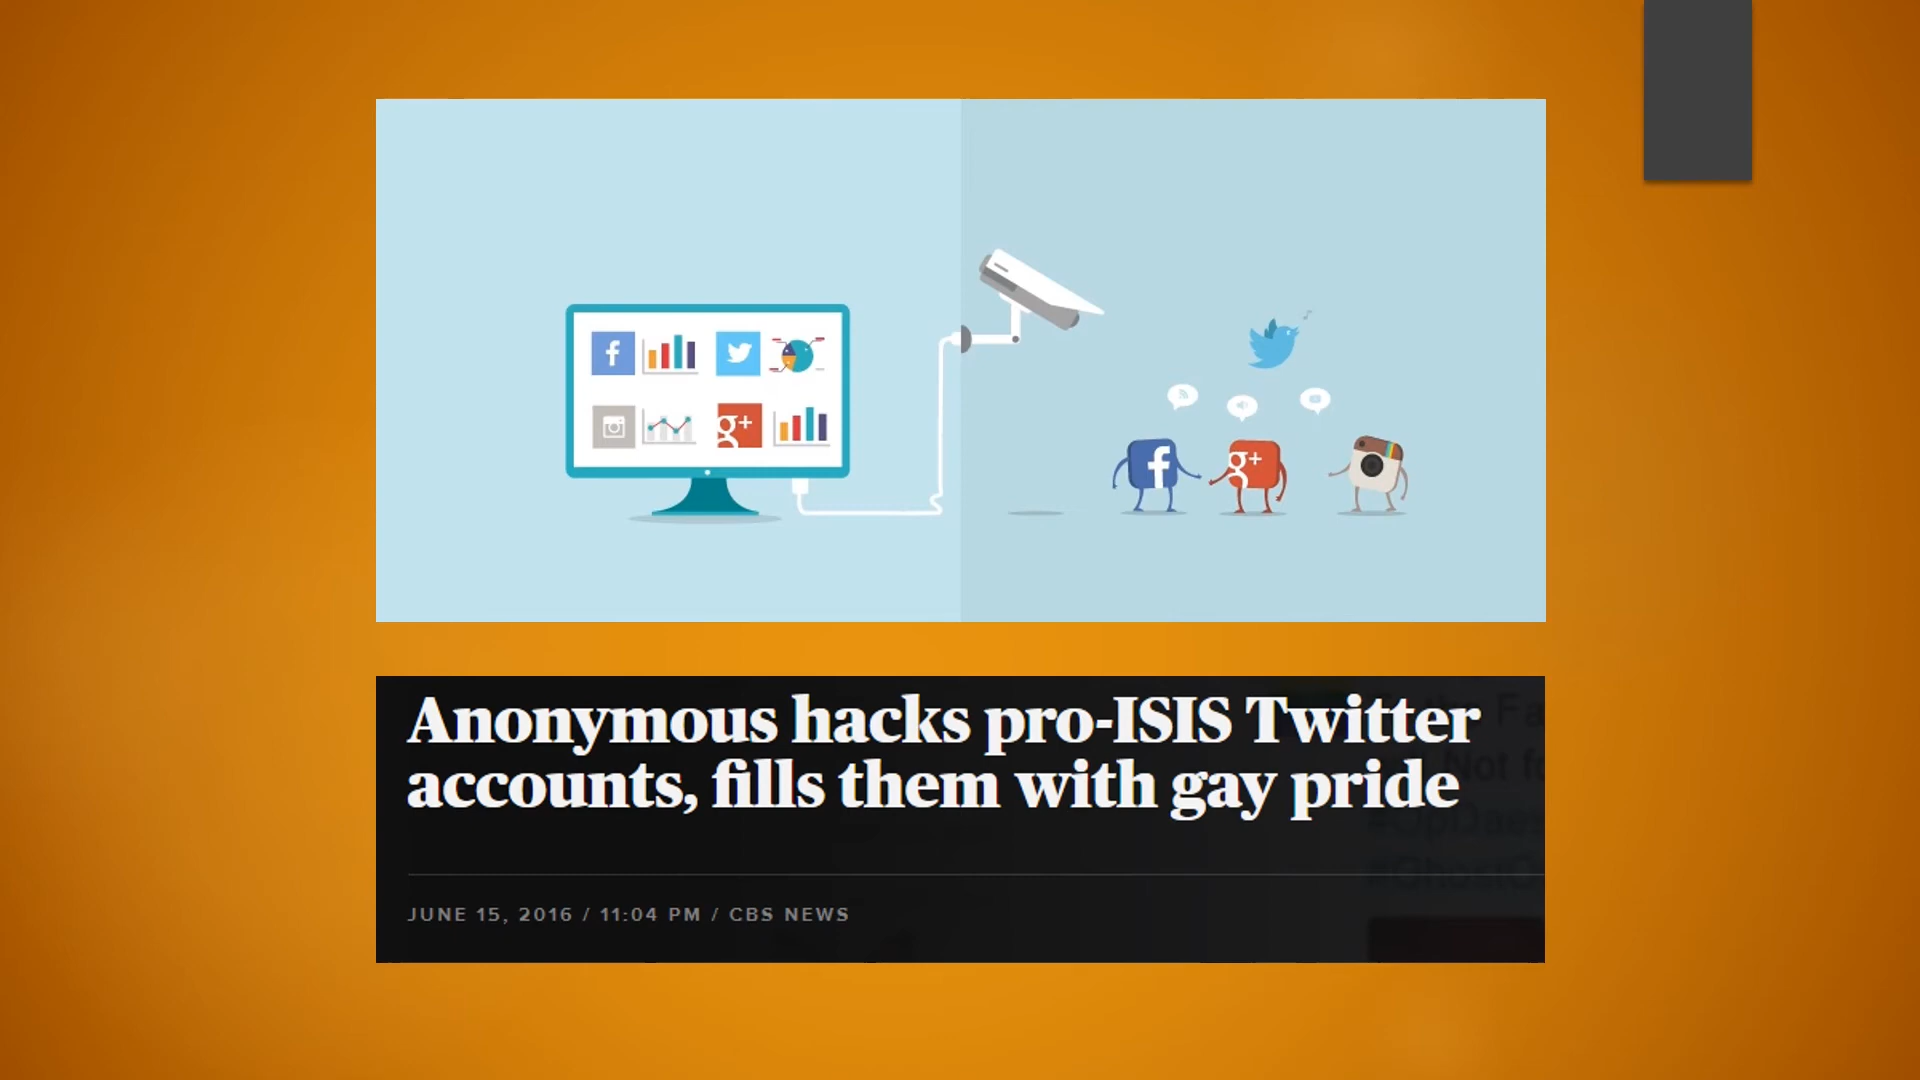 f
g+
f
g+
Anonymous hacks pro-ISIS Twitter
accounts, fills them with gay pride
JUNE 15, 2016 / 11:04 PM / CBS NEWS
Not